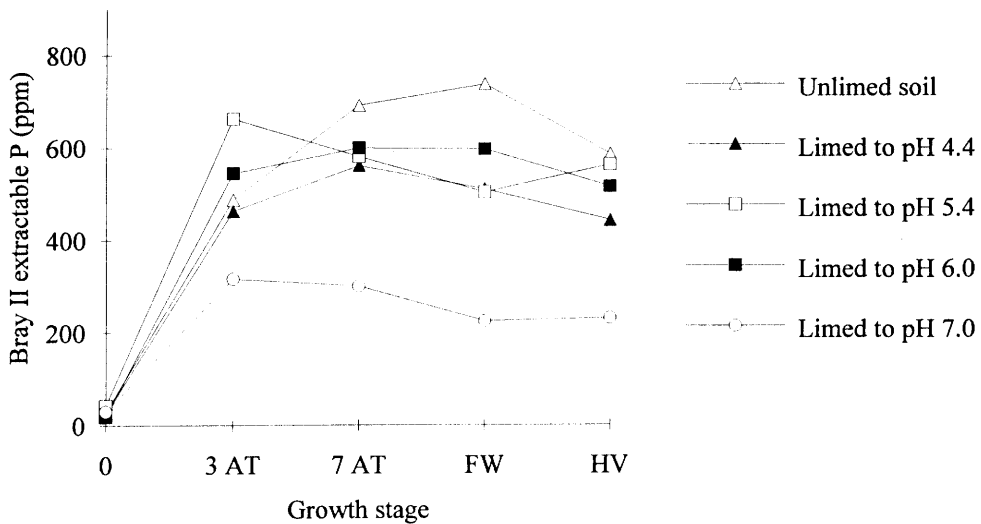 Bray II extractable P (ppm)
800
600
400
200
0
0 3 AT 7 AT FW HV
Growth stage
Unlimed soil
Limed to pH 4.4
Limed to pH 5.4
Limed to pH 6.0
Limed to pH 7.0